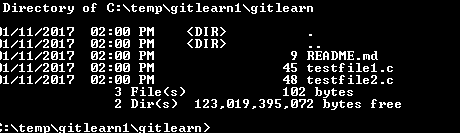 Directory of C:\temp\gitlearn1\gitlearn
01/11/2017 02:00 PM <DIR> .
01/11/2017 02:00 PM <DIR> ..
01/11/2017 02:00 PM 9 README.md
01/11/2017 02:00 PM 45 testfile1.c
01/11/2017 02:00 PM 48 testfile2.c
3 File(s) 102 bytes
2 Dir(s) 123,019,395,072 bytes free
C:\temp\gitlearn1\gitlearn>